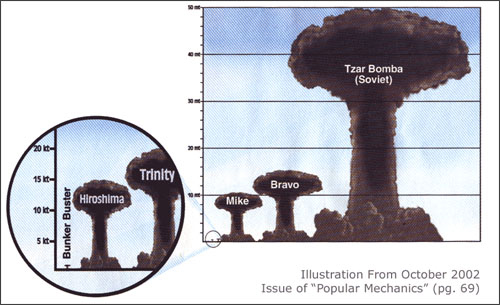 50 mt
40 mt
30 mt
20 mt
10 mt
Tzar Bomba
(Soviet)
Bravo
Mike
20 kt
15 kt
10 kt
5 kt
Bunker Buster
Hiroshima
Trinity
Illustration From October 2002
Issue of “Popular Mechanics” (pg. 69)